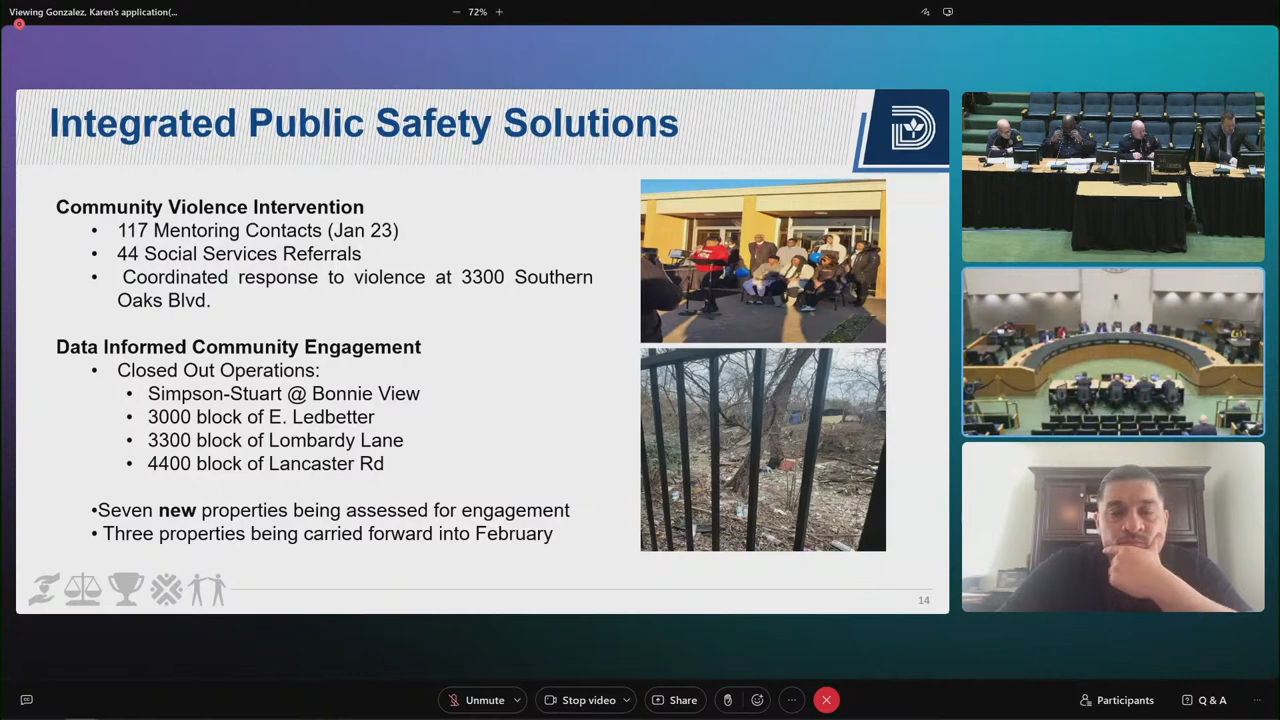 Viewing Gonzalez, Karen's application(...
72%
Integrated Public Safety Solutions
Community Violence Intervention
• 117 Mentoring Contacts (Jan 23)
• 44 Social Services Referrals
• Coordinated response to violence at 3300 Southern
Oaks Blvd.
Data Informed Community Engagement
• Closed Out Operations:
• Simpson-Stuart @ Bonnie View
• 3000 block of E. Ledbetter
• 3300 block of Lombardy Lane
• 4400 block of Lancaster Rd
•Seven new properties being assessed for engagement
• Three properties being carried forward into February
14
Unmute
Stop video
Share
Participants
Q & A